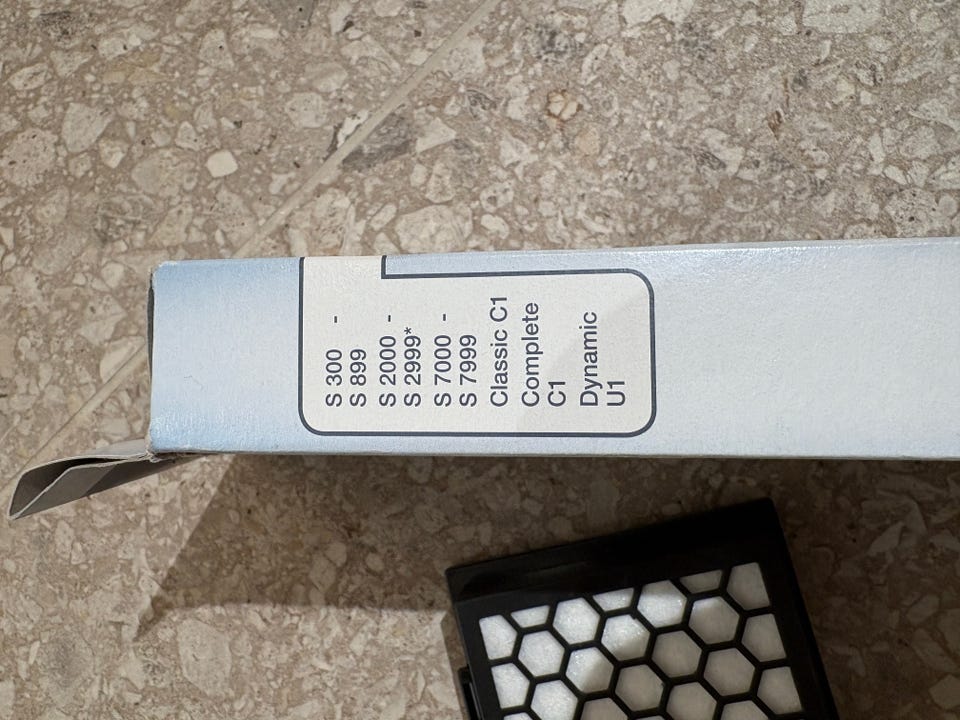 S 300 -
S 899
S 2000 -
S 2999*
S 7000 -
S 7999
Classic C1
Complete
C1
Dynamic
U1